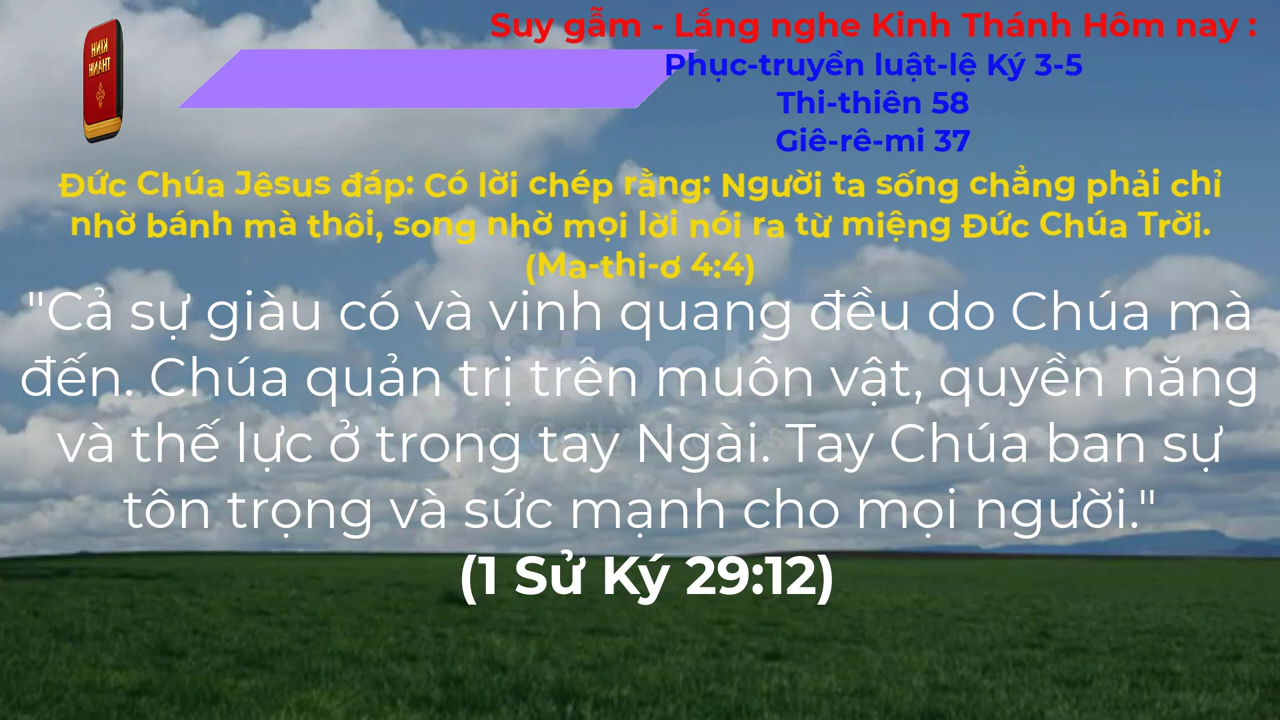 KINH
THÁNH
Suy gẫm - Lắng nghe Kinh Thánh Hôm nay :
Phục-truyền luật-lệ Ký 3-5
Thi-thiên 58
Giê-rê-mi 37
Đức Chúa Jêsus đáp: Có lời chép rằng: Người ta sống chẳng phải chỉ
nhờ bánh mà thôi, song nhờ mọi lời nói ra từ miệng Đức Chúa Trời.
(Ma-thi-ơ 4:4)
"Cả sự giàu có và vinh quang đều do Chúa mà
đến. Chúa quản trị trên muôn vật, quyền năng
và thế lực ở trong tay Ngài. Tay Chúa ban sự
tôn trọng và sức mạnh cho mọi người."
(1 Sử Ký 29:12)
iStock